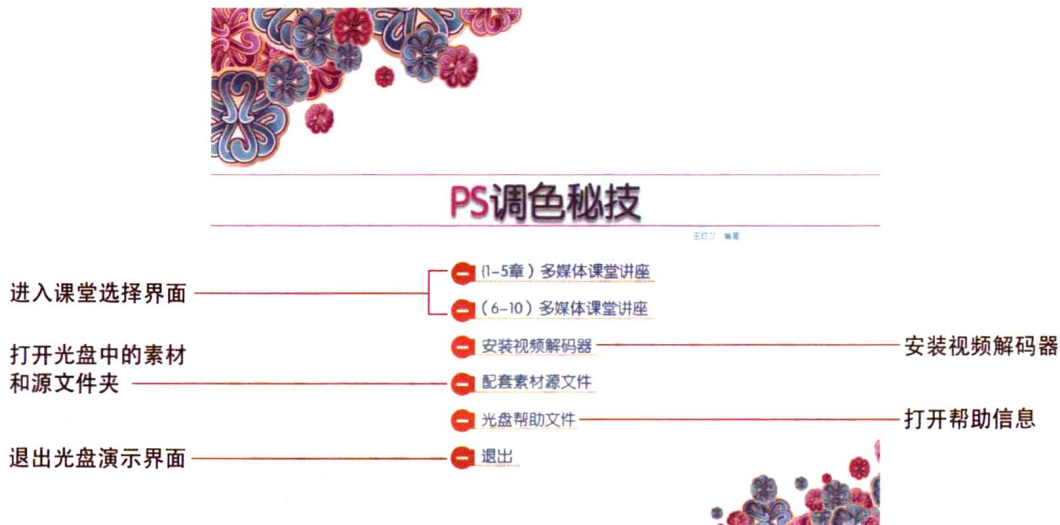 PS调色秘技
编著
(1-5章）多媒体课堂讲座
进入课堂选择界面
（6-10）多媒体课堂讲座
安装视频解码器
安装视频解码器
打开光盘中的素材
和源文件夹
配套素材源文件
光盘帮助文件
打开帮助信息
退出光盘演示界面
退出